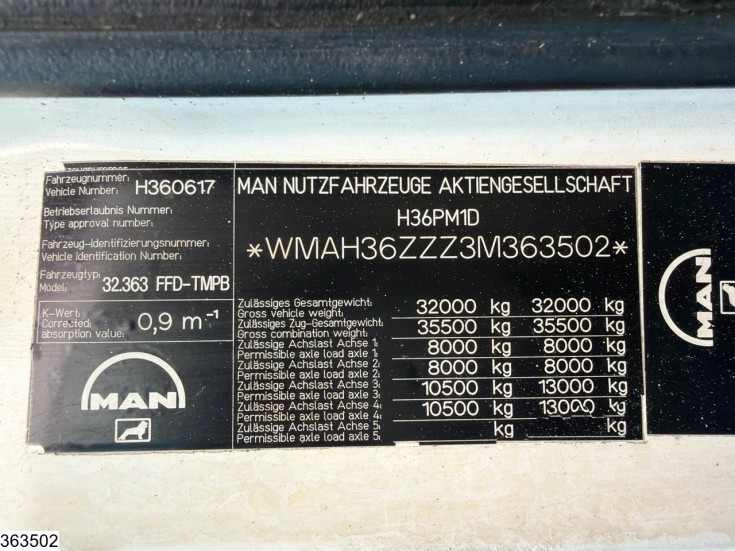 Fahrzeugnummer:
Vehicle Number: H360617
Betriebserlaubnis Nummer:
Type approval number:
Fahrzeug-Identifizierungsnummer:
Vehicle Identification Number:
Fahrzeugtyp:
Model: 32.363 FFD-TMPB
K-Wert:
Corrected: 0,9 m⁻¹
absorption value:
MAN
MAN NUTZFAHRZEUGE AKTIENGESELLSCHAFT
H36PM1D
*WMAH36ZZZ3M363502*
Zulässiges Gesamtgewicht: 32000 kg 32000 kg
Gross vehicle weight:
Zulässiges Zug-Gesamtgewicht: 35500 kg 35500 kg
Gross combination weight:
Zulässige Achslast Achse 1: 8000 kg 8000 kg
Permissible axle load axle 1:
Zulässige Achslast Achse 2: 8000 kg 8000 kg
Permissible axle load axle 2:
Zulässige Achslast Achse 3: 10500 kg 13000 kg
Permissible axle load axle 3:
Zulässige Achslast Achse 4: 10500 kg 13000 kg
Permissible axle load axle 4:
Zulässige Achslast Achse 5: kg kg
Permissible axle load axle 5:
MAN
363502